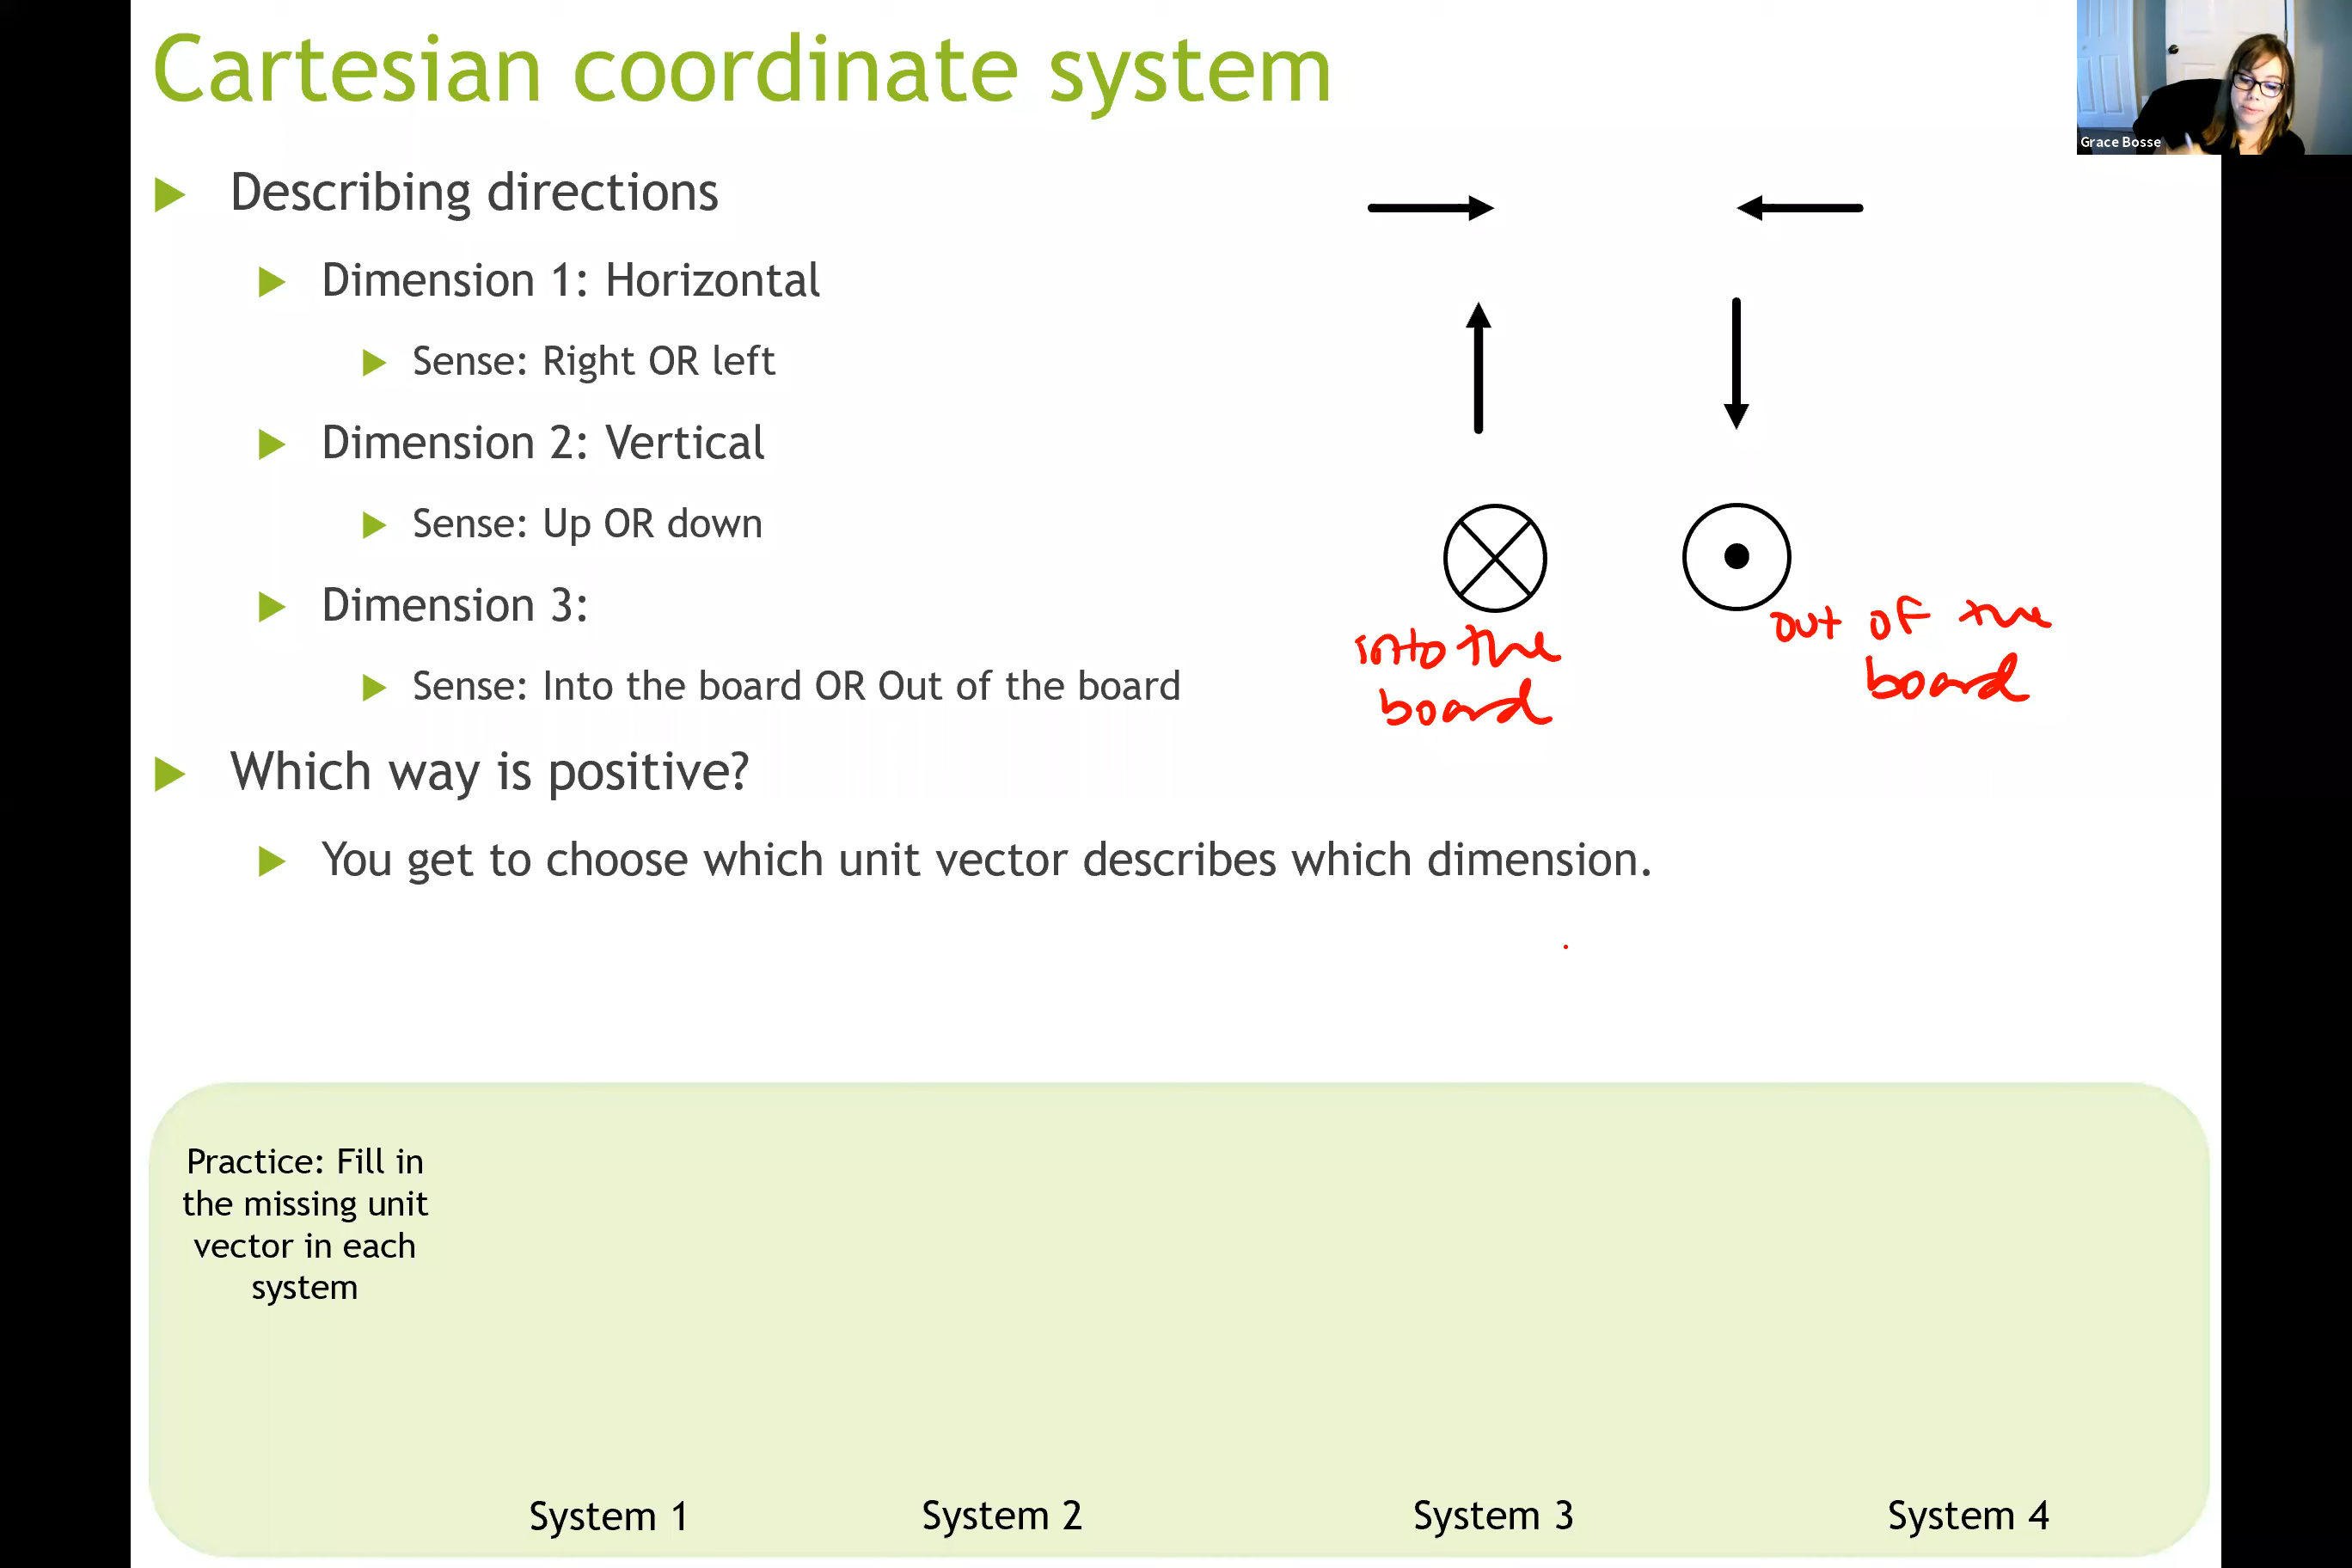 Cartesian coordinate system
Grace Bosse
Describing directions
Dimension 1: Horizontal
Sense: Right OR left
Dimension 2: Vertical
Sense: Up OR down
Dimension 3:
Sense: Into the board OR Out of the board
into the
board
out of the
board
Which way is positive?
You get to choose which unit vector describes which dimension.
Practice: Fill in
the missing unit
vector in each
system
System 1
System 2
System 3
System 4